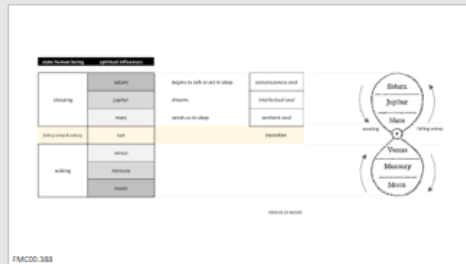 state human being spiritual influences
saturn begins to talk or act in sleep consciousness soul
sleeping jupiter dreams intellectual soul
mars sends us to sleep sentient soul
sun transition
venus
waking mercury
moon
Saturn
Jupiter
Mars
awaking falling asleep
Venus
Mercury
Moon
FMC00.388